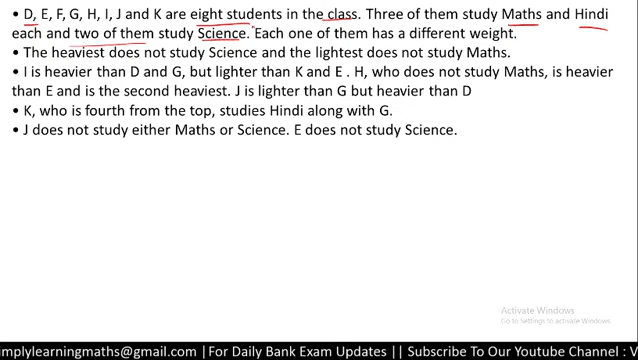 • D, E, F, G, H, I, J and K are eight students in the class. Three of them study Maths and Hindi
each and two of them study Science. Each one of them has a different weight.
• The heaviest does not study Science and the lightest does not study Maths.
• I is heavier than D and G, but lighter than K and E . H, who does not study Maths, is heavier
than E and is the second heaviest. J is lighter than G but heavier than D
• K, who is fourth from the top, studies Hindi along with G.
• J does not study either Maths or Science. E does not study Science.
Activate Windows
Go to Settings to activate Windows.
implylearningmaths@gmail.com |For Daily Bank Exam Updates || Subscribe To Our Youtube Channel : V